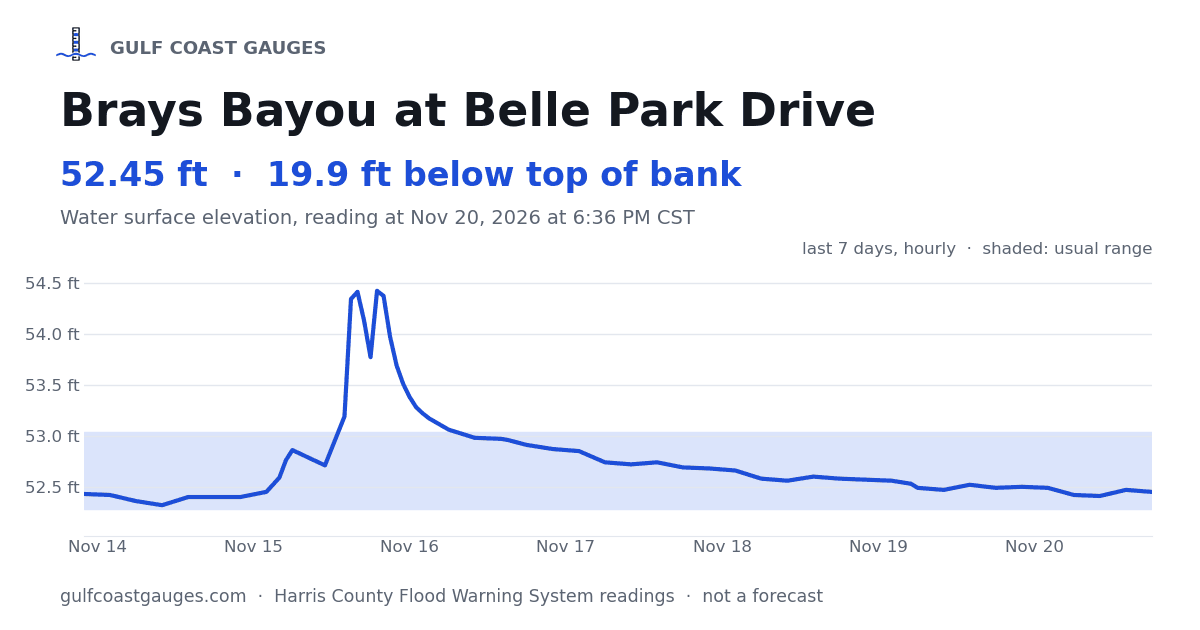 GULF COAST GAUGES
Brays Bayou at Belle Park Drive
52.45 ft · 19.9 ft below top of bank
Water surface elevation, reading at Nov 20, 2026 at 6:36 PM CST
last 7 days, hourly · shaded: usual range
54.5 ft
54.0 ft
53.5 ft
53.0 ft
52.5 ft
Nov 14 Nov 15 Nov 16 Nov 17 Nov 18 Nov 19 Nov 20
gulfcoastgauges.com · Harris County Flood Warning System readings · not a forecast